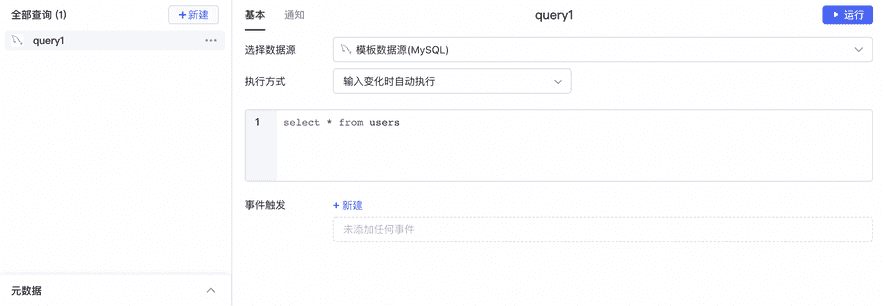 全部查询 (1)
+新建
query1
•••
元数据
基本
通知
query1
运行
选择数据源
模板数据源(MySQL)
执行方式
输入变化时自动执行
1
select * from users
事件触发
+ 新建
未添加任何事件